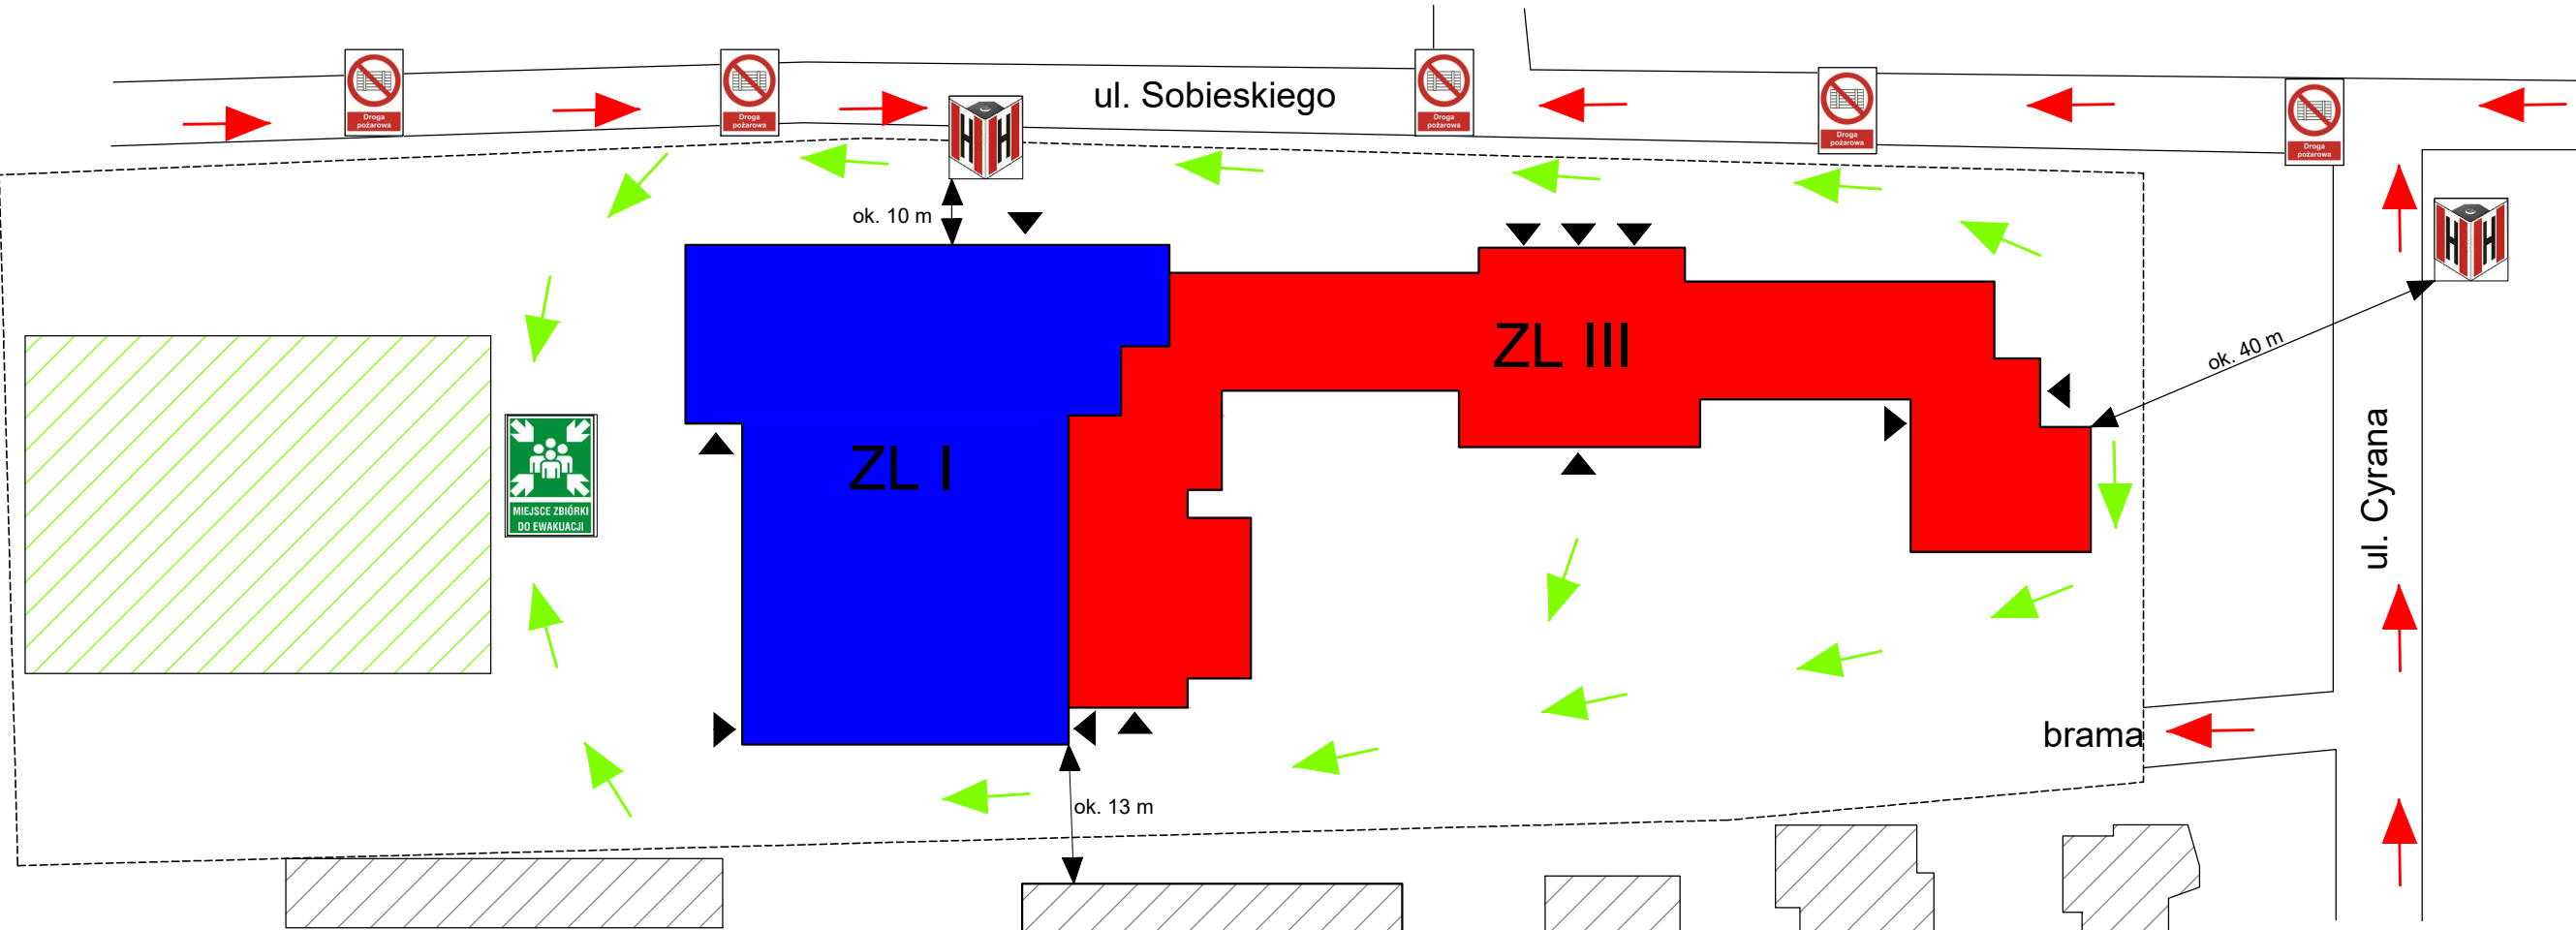 Droga
pożarowa
Droga
pożarowa
H H
ul. Sobieskiego
Droga
pożarowa
Droga
pożarowa
Droga
pożarowa
ok. 10 m
H H
ZL I
ZL III
ok. 40 m
MIEJSCE ZBIÓRKI
DO EWAKUACJI
ul. Cyrana
brama
ok. 13 m